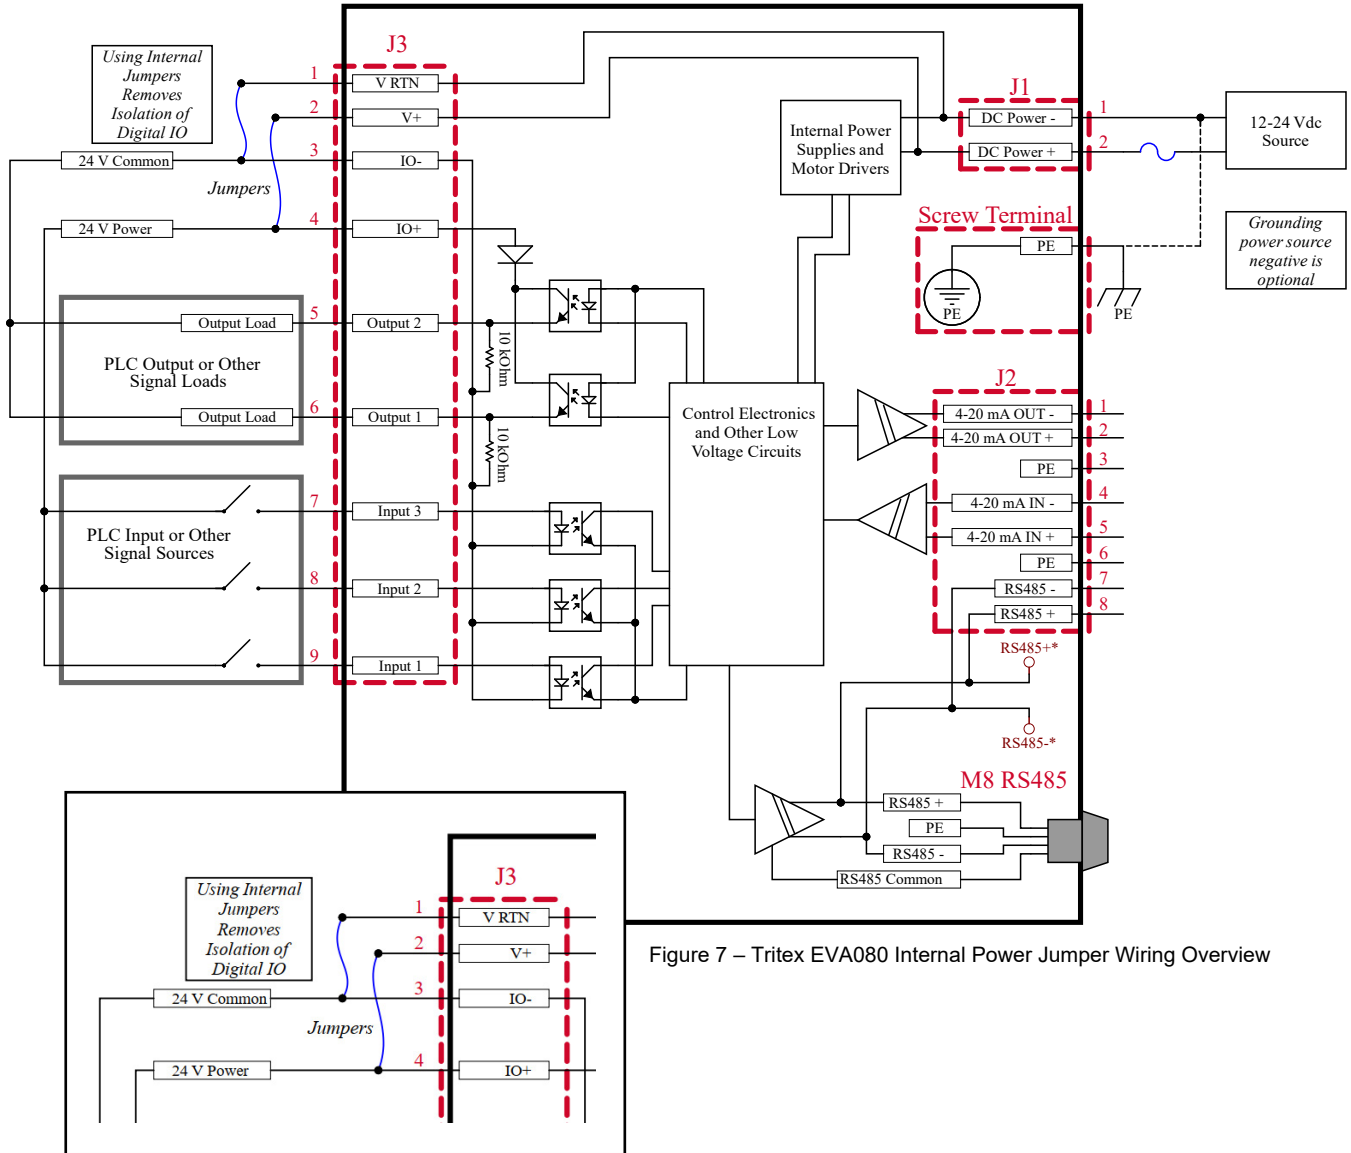 Using Internal
Jumpers
Removes
Isolation of
Digital IO
J3
1
V RTN
2
V+
24 V Common
3
IO-
Jumpers
24 V Power
4
IO+
Output Load
5
Output 2
PLC Output or Other
Signal Loads
10 kOhm
Output Load
6
Output 1
10 kOhm
7
Input 3
PLC Input or Other
Signal Sources
8
Input 2
9
Input 1
Internal Power
Supplies and
Motor Drivers
J1
DC Power -
1
DC Power +
2
12-24 Vdc
Source
Screw Terminal
PE
PE
PE
Grounding
power source
negative is
optional
Control Electronics
and Other Low
Voltage Circuits
J2
4-20 mA OUT -
1
4-20 mA OUT +
2
PE
3
4-20 mA IN -
4
4-20 mA IN +
5
PE
6
RS485 -
7
RS485 +
8
RS485+*
RS485-*
M8 RS485
RS485 +
PE
RS485 -
RS485 Common
Using Internal
Jumpers
Removes
Isolation of
Digital IO
J3
1
V RTN
2
V+
24 V Common
3
IO-
Jumpers
24 V Power
4
IO+
Figure 7 – Tritex EVA080 Internal Power Jumper Wiring Overview